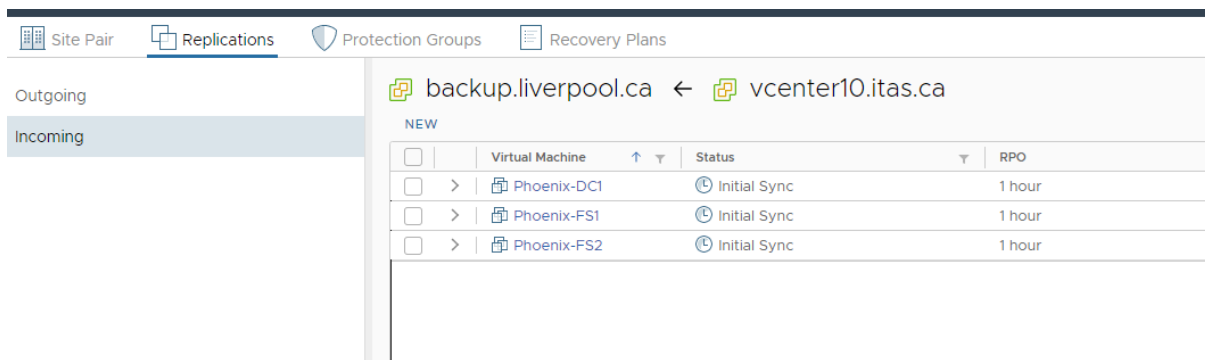 Site Pair Replications Protection Groups Recovery Plans
Outgoing
Incoming
backup.liverpool.ca ← vcenter10.itas.ca
NEW
Virtual Machine Status RPO
Phoenix-DC1 Initial Sync 1 hour
Phoenix-FS1 Initial Sync 1 hour
Phoenix-FS2 Initial Sync 1 hour